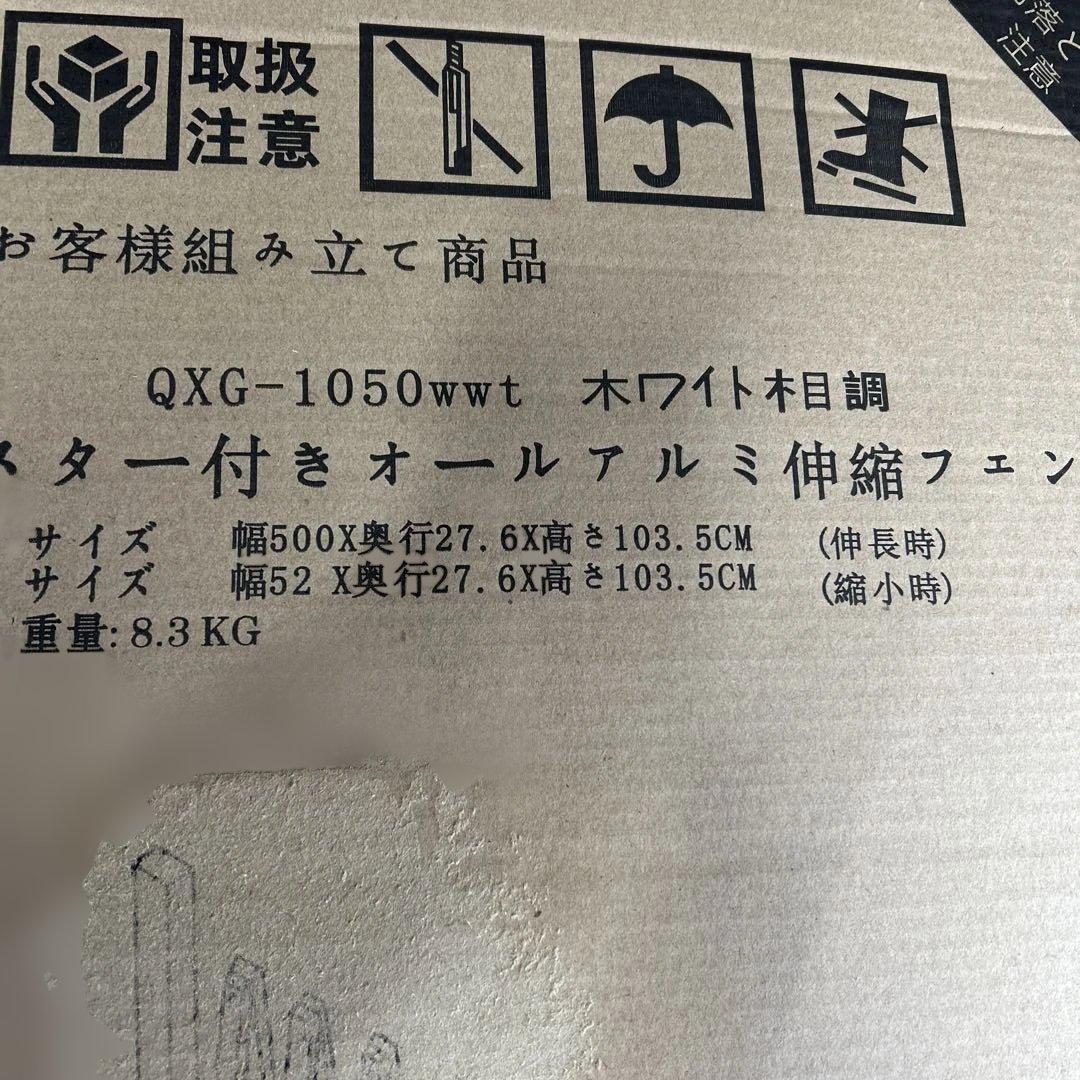 取扱
注意
落と
注意
お客様組み立て商品
QXG-1050wwt 木ワイト木目調
スター付きオールアルミ伸縮フェン
サイズ 幅500X奥行27.6X高さ103.5CM (伸長時)
サイズ 幅52 X奥行27.6X高さ103.5CM (縮小時)
重量: 8.3KG